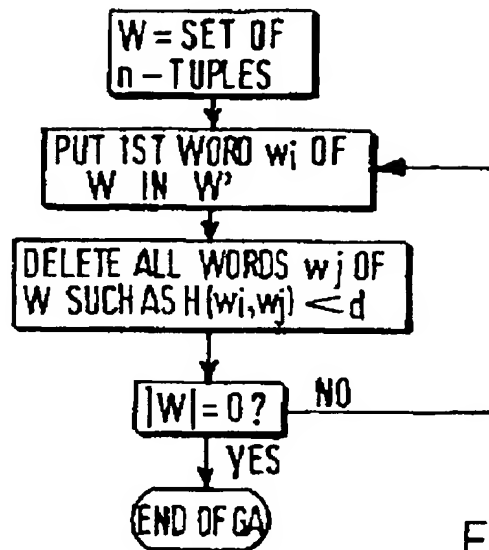 W = SET OF
n-TUPLES
PUT 1ST WORD wi OF
W IN W'
DELETE ALL WORDS wj OF
W SUCH AS H(wi,wj) < d
|W| = 0?
NO
YES
END OF GA
F